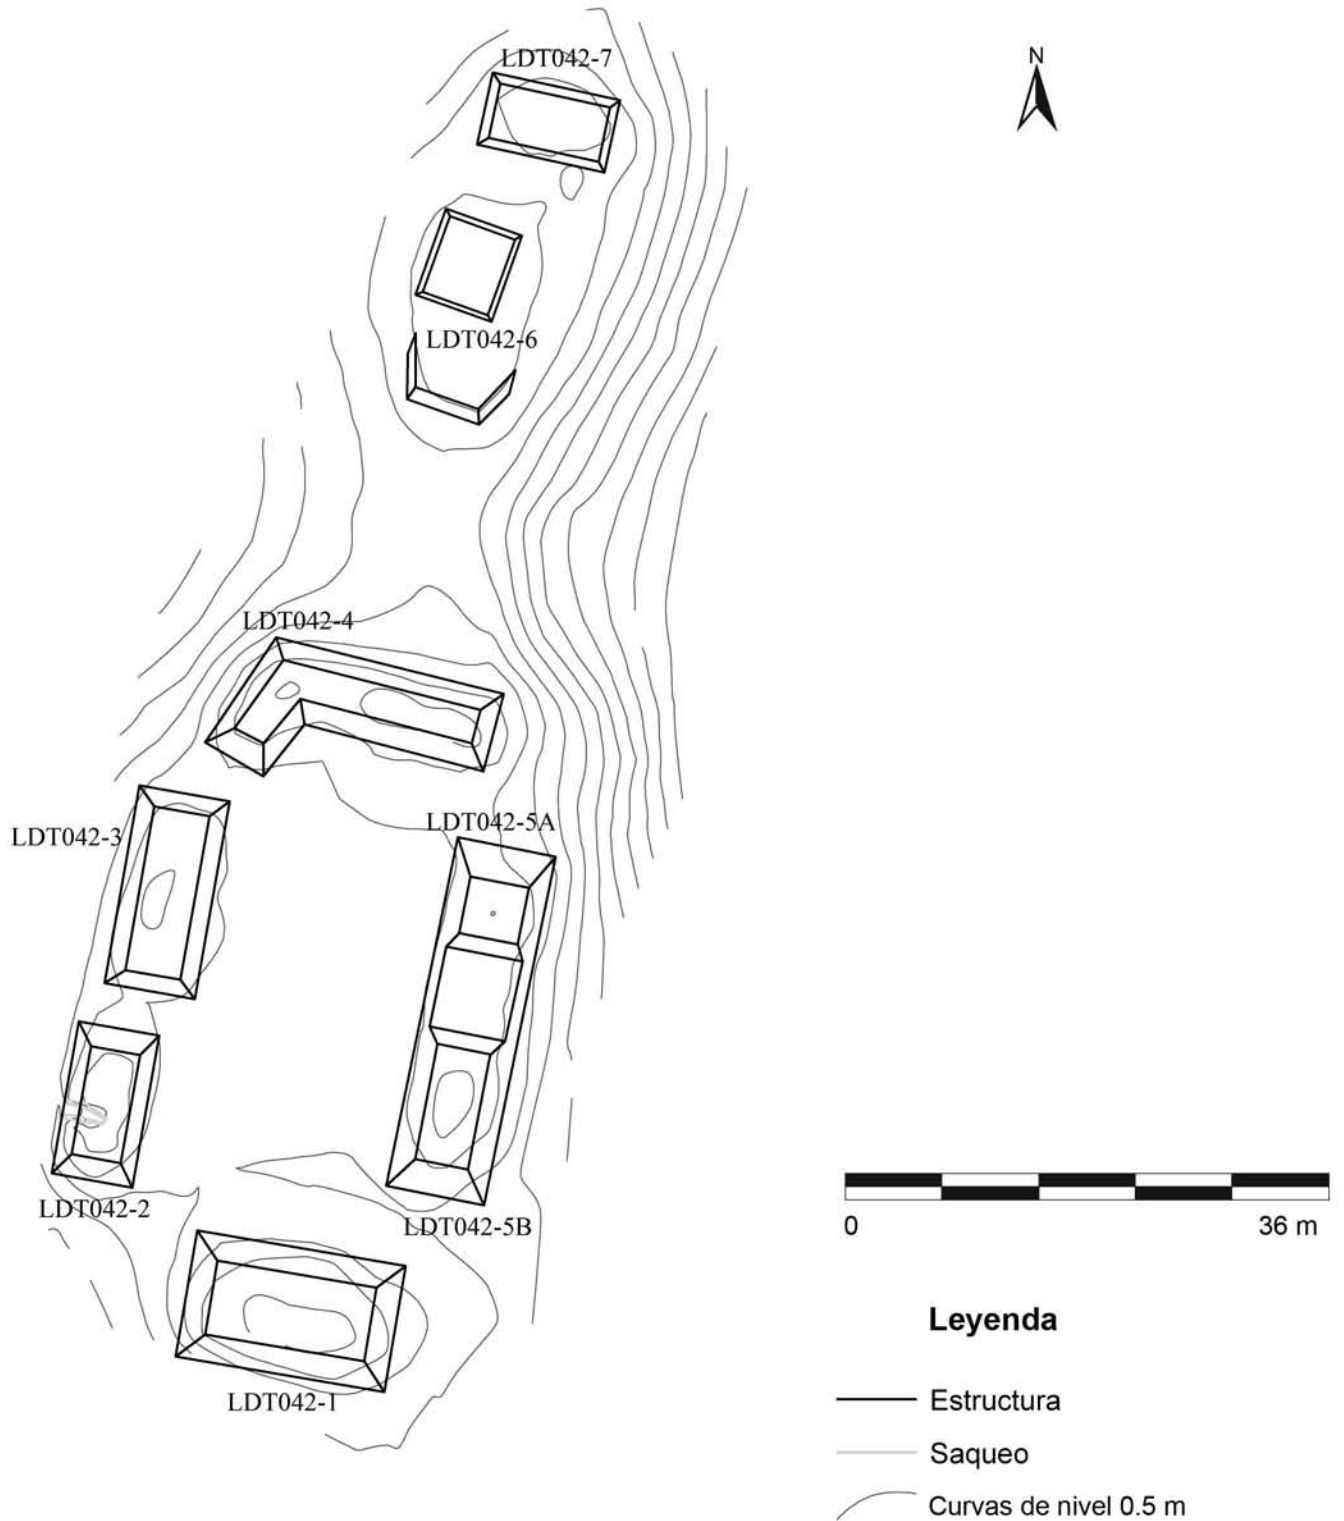 LDT042-7
N
LDT042-6
LDT042-4
LDT042-3
LDT042-5A
LDT042-2
LDT042-5B
0 36 m
LDT042-1
Leyenda
Estructura
Saqueo
Curvas de nivel 0.5 m